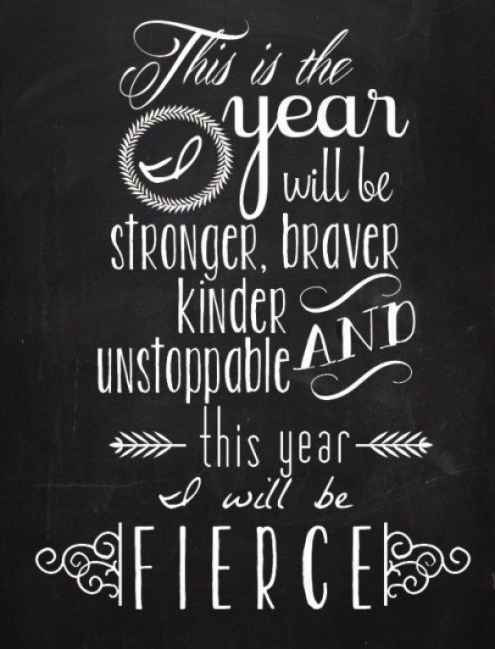 This is the
year
I will be
stronger, braver
kinder
unstoppable AND
this year
I will be
FIERCE